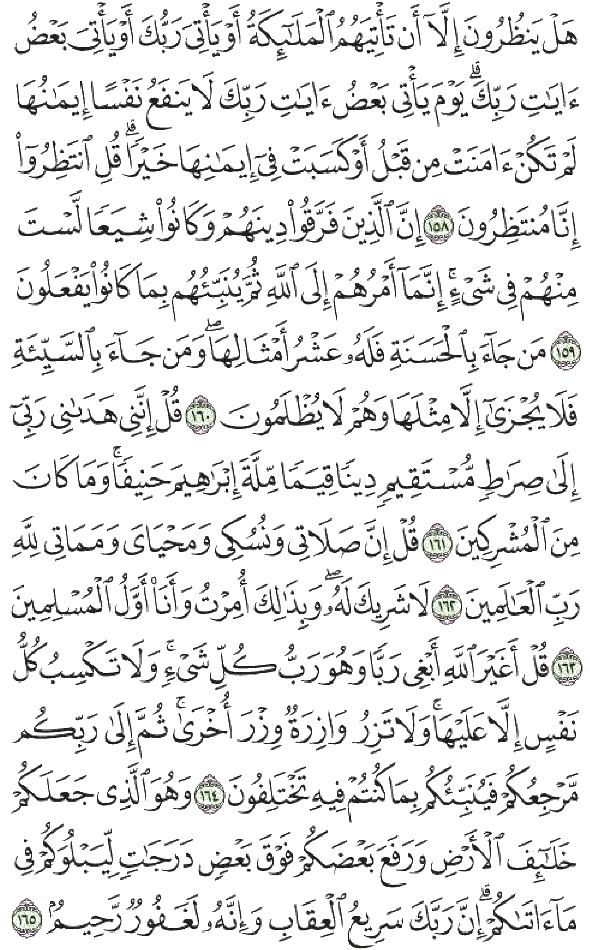 هَلْ يَنظُرُونَ إِلَّآ أَن تَأْتِيَهُمُ ٱلْمَلَٰٓئِكَةُ أَوْ يَأْتِىَ رَبُّكَ أَوْ يَأْتِىَ بَعْضُ
ءَايَٰتِ رَبِّكَ ۗ يَوْمَ يَأْتِى بَعْضُ ءَايَٰتِ رَبِّكَ لَا يَنفَعُ نَفْسًا إِيمَٰنُهَا
لَمْ تَكُنْ ءَامَنَتْ مِن قَبْلُ أَوْ كَسَبَتْ فِىٓ إِيمَٰنِهَا خَيْرًا ۗ قُلِ ٱنتَظِرُوٓا۟
إِنَّا مُنتَظِرُونَ ١٥٨ إِنَّ ٱلَّذِينَ فَرَّقُوا۟ دِينَهُمْ وَكَانُوا۟ شِيَعًا لَّسْتَ
مِنْهُمْ فِى شَىْءٍ ۚ إِنَّمَآ أَمْرُهُمْ إِلَى ٱللَّهِ ثُمَّ يُنَبِّئُهُم بِمَا كَانُوا۟ يَفْعَلُونَ
١٥٩ مَن جَآءَ بِٱلْحَسَنَةِ فَلَهُۥ عَشْرُ أَمْثَالِهَا ۖ وَمَن جَآءَ بِٱلسَّيِّئَةِ
فَلَا يُجْزَىٰٓ إِلَّا مِثْلَهَا وَهُمْ لَا يُظْلَمُونَ ١٦٠ قُلْ إِنَّنِى هَدَىٰنِى رَبِّىٓ
إِلَىٰ صِرَٰطٍ مُّسْتَقِيمٍ دِينًا قِيَمًا مِّلَّةَ إِبْرَٰهِيمَ حَنِيفًا ۚ وَمَا كَانَ
مِنَ ٱلْمُشْرِكِينَ ١٦١ قُلْ إِنَّ صَلَاتِى وَنُسُكِى وَمَحْيَاىَ وَمَمَاتِى لِلَّهِ
رَبِّ ٱلْعَٰلَمِينَ ١٦٢ لَا شَرِيكَ لَهُۥ ۖ وَبِذَٰلِكَ أُمِرْتُ وَأَنَا۠ أَوَّلُ ٱلْمُسْلِمِينَ
١٦٣ قُلْ أَغَيْرَ ٱللَّهِ أَبْغِى رَبًّا وَهُوَ رَبُّ كُلِّ شَىْءٍ ۚ وَلَا تَكْسِبُ كُلُّ
نَفْسٍ إِلَّا عَلَيْهَا ۚ وَلَا تَزِرُ وَازِرَةٌ وِزْرَ أُخْرَىٰ ۚ ثُمَّ إِلَىٰ رَبِّكُم
مَّرْجِعُكُمْ فَيُنَبِّئُكُم بِمَا كُنتُمْ فِيهِ تَخْتَلِفُونَ ١٦٤ وَهُوَ ٱلَّذِى جَعَلَكُمْ
خَلَٰٓئِفَ ٱلْأَرْضِ وَرَفَعَ بَعْضَكُمْ فَوْقَ بَعْضٍ دَرَجَٰتٍ لِّيَبْلُوَكُمْ فِى
مَآ ءَاتَىٰكُمْ ۗ إِنَّ رَبَّكَ سَرِيعُ ٱلْعِقَابِ وَإِنَّهُۥ لَغَفُورٌ رَّحِيمٌۢ ١٦٥